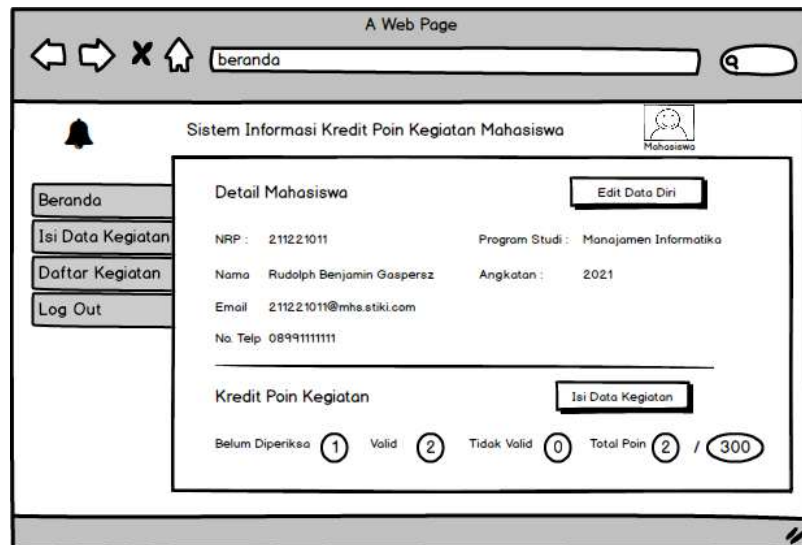 A Web Page
beranda
Sistem Informasi Kredit Poin Kegiatan Mahasiswa
Mahasiswa
Beranda
Isi Data Kegiatan
Daftar Kegiatan
Log Out
Detail Mahasiswa
Edit Data Diri
NRP : 211221011
Program Studi : Manajamen Informatika
Nama Rudolph Benjamin Gaspersz
Angkatan : 2021
Email 211221011@mhs.stiki.com
No. Telp 08991111111
Kredit Poin Kegiatan
Isi Data Kegiatan
Belum Diperiksa 1 Valid 2 Tidak Valid 0 Total Poin 2 / 300